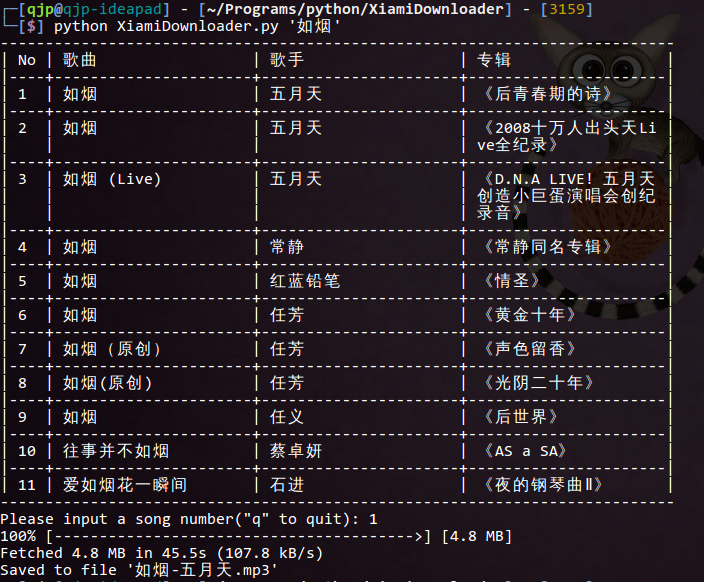 ┌─[qjp@qjp-ideapad] - [~/Programs/python/XiamiDownloader] - [3159]
└─[$] python XiamiDownloader.py '如烟'
No | 歌曲 | 歌手 | 专辑
1 | 如烟 | 五月天 | 《后青春期的诗》
2 | 如烟 | 五月天 | 《2008十万人出头天Li
ve全纪录》
3 | 如烟 (Live) | 五月天 | 《D.N.A LIVE! 五月天
创造小巨蛋演唱会创纪
录音》
4 | 如烟 | 常静 | 《常静同名专辑》
5 | 如烟 | 红蓝铅笔 | 《情圣》
6 | 如烟 | 任芳 | 《黄金十年》
7 | 如烟（原创） | 任芳 | 《声色留香》
8 | 如烟(原创) | 任芳 | 《光阴二十年》
9 | 如烟 | 任义 | 《后世界》
10 | 往事并不如烟 | 蔡卓妍 | 《AS a SA》
11 | 爱如烟花一瞬间 | 石进 | 《夜的钢琴曲Ⅱ》
Please input a song number("q" to quit): 1
100% [---------------------------------------->] [4.8 MB]
Fetched 4.8 MB in 45.5s (107.8 kB/s)
Saved to file '如烟-五月天.mp3'